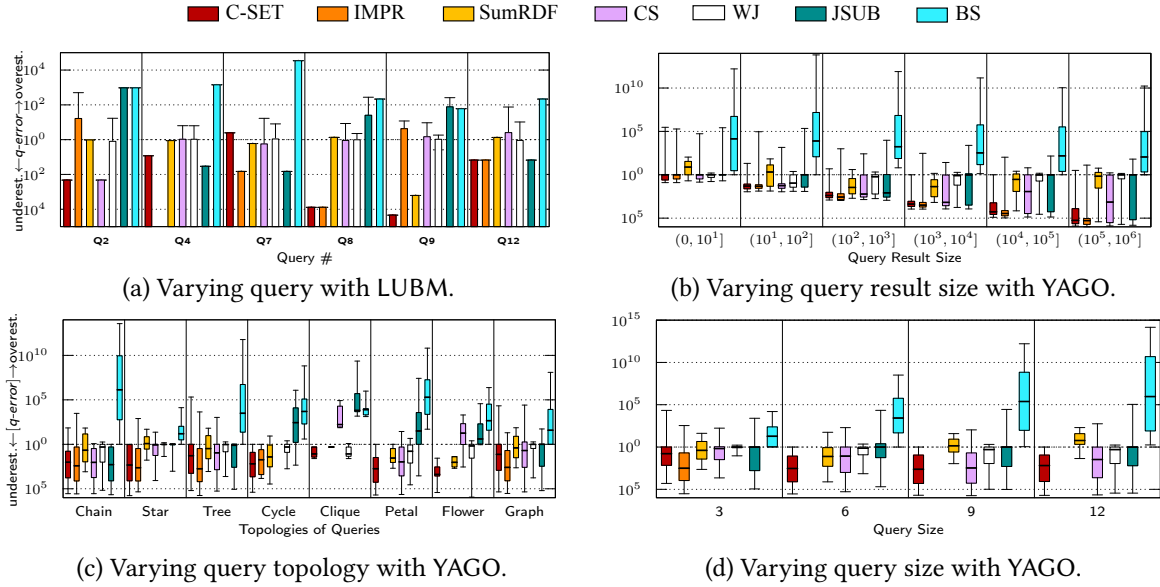 C-SET IMPR SumRDF CS WJ JSUB BS
underest. ←q-error→overest.
10^4
10^2
10^0
10^2
10^4
Q2 Q4 Q7 Q8 Q9 Q12
Query #
(a) Varying query with LUBM.
10^10
10^5
10^0
10^5
(0, 10^1] (10^1, 10^2] (10^2, 10^3] (10^3, 10^4] (10^4, 10^5] (10^5, 10^6]
Query Result Size
(b) Varying query result size with YAGO.
underest. ←[q-error]→overest.
10^10
10^5
10^0
10^5
Chain Star Tree Cycle Clique Petal Flower Graph
Topologies of Queries
(c) Varying query topology with YAGO.
10^15
10^10
10^5
10^0
10^5
3 6 9 12
Query Size
(d) Varying query size with YAGO.